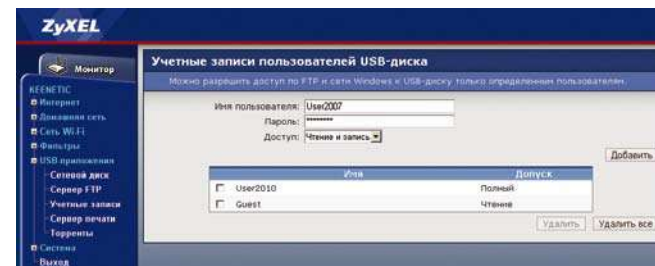 ZyXEL
Монитор
KEENETIC
Интернет
Домашняя сеть
Сеть Wi-Fi
Фильтры
USB приложения
Сетевой диск
Сервер FTP
Учетные записи
Сервер печати
Торренты
Система
Выход
Учетные записи пользователей USB-диска
Можно разрешить доступ по FTP и сети Windows к USB-диску только определенным пользователям.
Имя пользователя: User2007
Пароль: ********
Доступ: Чтение и запись
Добавить
Имя Допуск
User2010 Полный
Guest Чтение
Удалить Удалить все